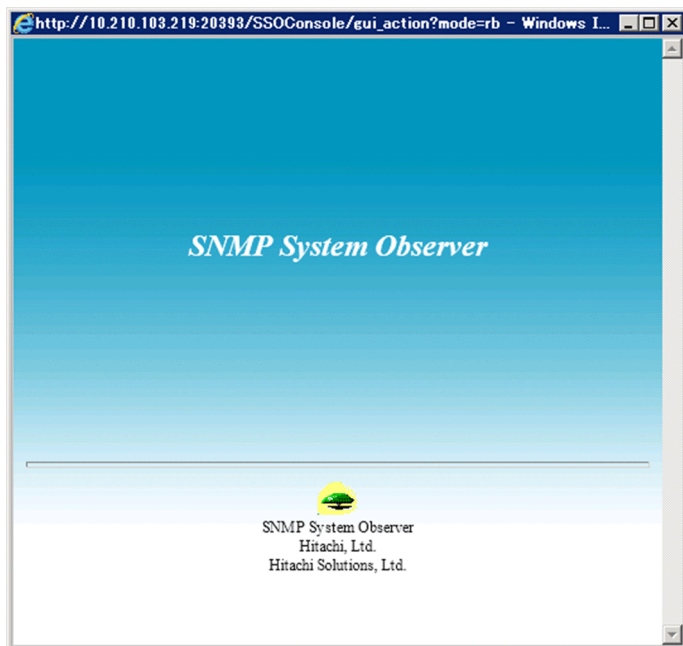 http://10.210.103.219:20393/SSOConsole/gui_action?mode=rb - Windows I...
SNMP System Observer
SNMP System Observer
Hitachi, Ltd.
Hitachi Solutions, Ltd.